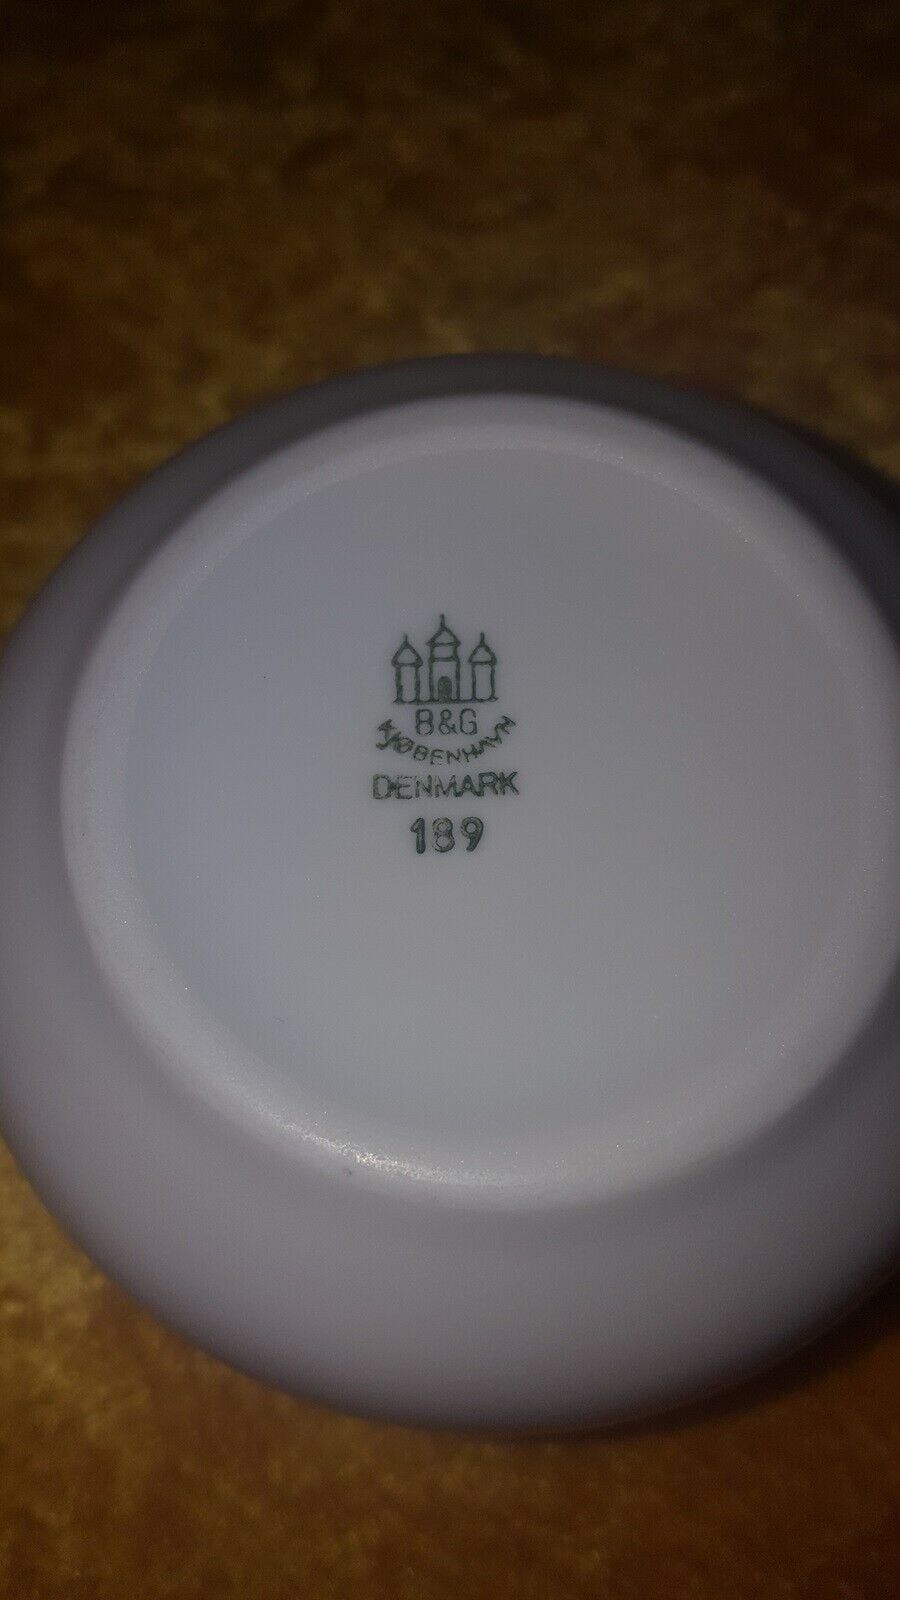 B&G
KJØBENHAVN
DENMARK
189